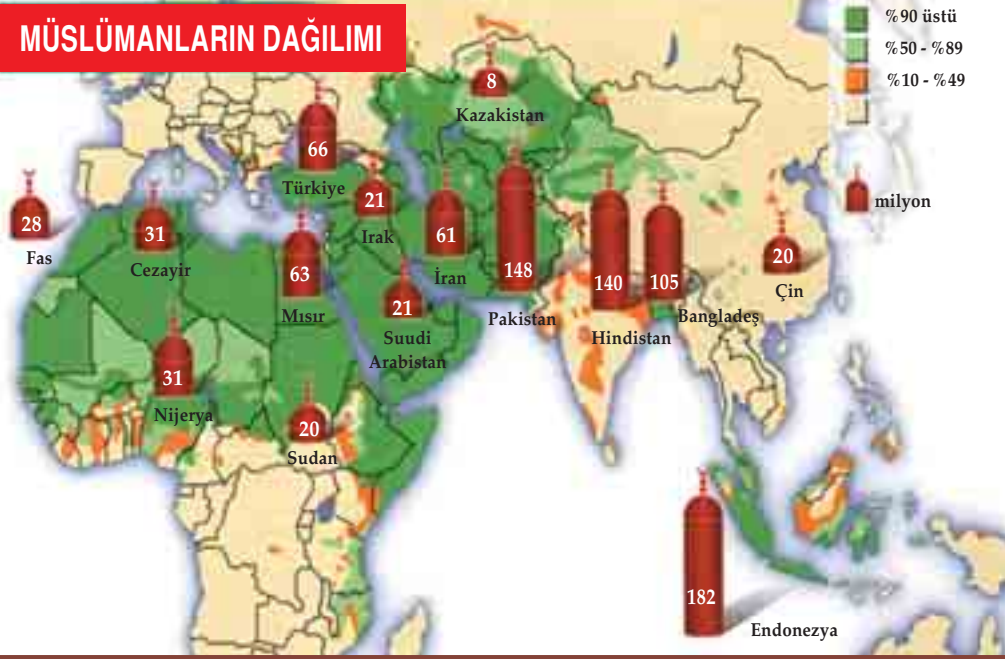 MÜSLÜMANLARIN DAĞILIMI
%90 üstü
%50 - %89
%10 - %49
milyon
8
Kazakistan
66
Türkiye
28
Fas
31
Cezayir
21
Irak
63
Mısır
61
İran
21
Suudi
Arabistan
148
Pakistan
140
Hindistan
105
Bangladeş
20
Çin
31
Nijerya
20
Sudan
182
Endonezya